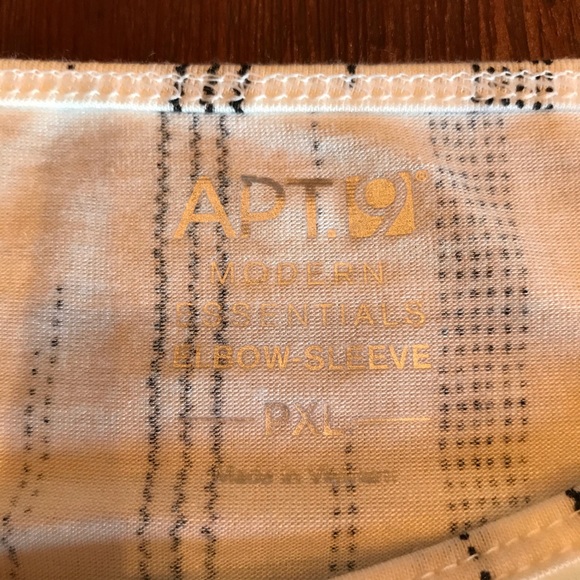 APT. 9®
MODERN
ESSENTIALS
ELBOW-SLEEVE
PXL
Made in Vietnam